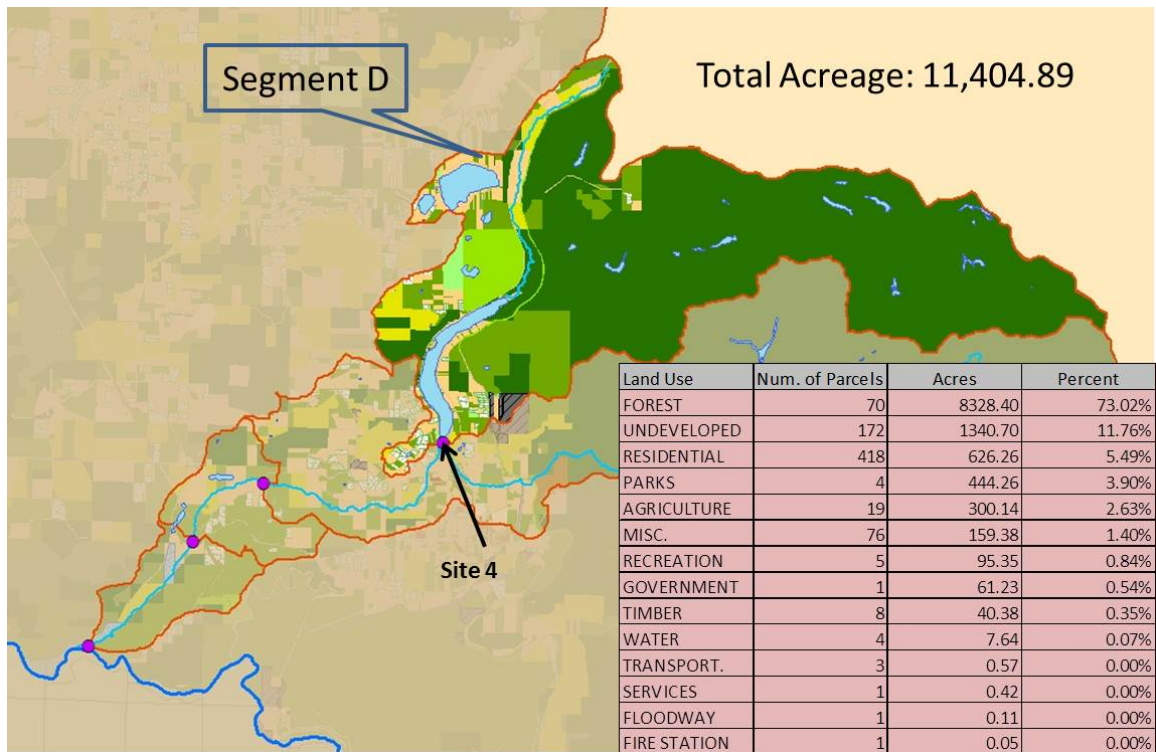 Segment D
Total Acreage: 11,404.89
Site 4
Land Use Num. of Parcels Acres Percent
FOREST 70 8328.40 73.02%
UNDEVELOPED 172 1340.70 11.76%
RESIDENTIAL 418 626.26 5.49%
PARKS 4 444.26 3.90%
AGRICULTURE 19 300.14 2.63%
MISC. 76 159.38 1.40%
RECREATION 5 95.35 0.84%
GOVERNMENT 1 61.23 0.54%
TIMBER 8 40.38 0.35%
WATER 4 7.64 0.07%
TRANSPORT. 3 0.57 0.00%
SERVICES 1 0.42 0.00%
FLOODWAY 1 0.11 0.00%
FIRE STATION 1 0.05 0.00%